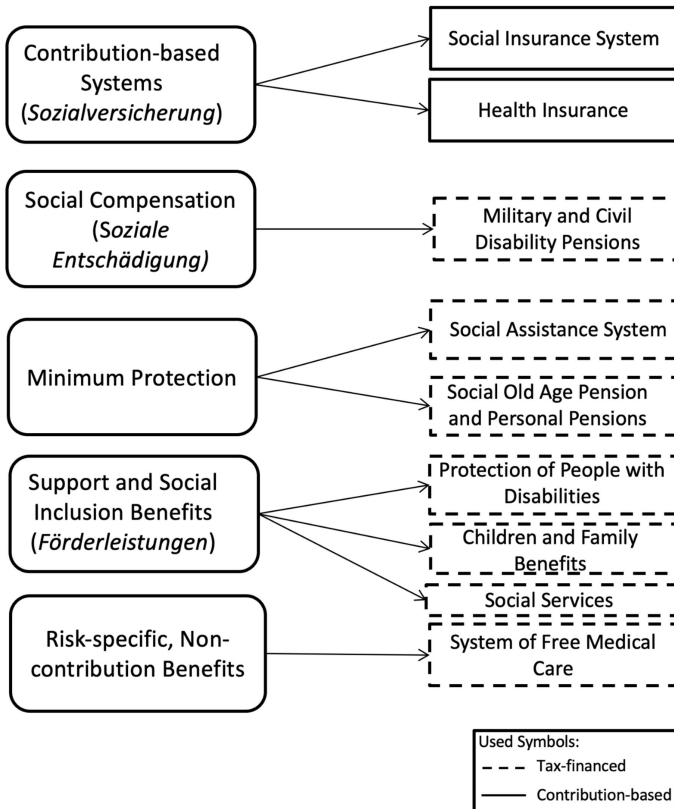 Contribution-based
Systems
(Sozialversicherung)
Social Insurance System
Health Insurance
Social Compensation
(Soziale
Entschädigung)
Military and Civil
Disability Pensions
Minimum Protection
Social Assistance System
Social Old Age Pension
and Personal Pensions
Support and Social
Inclusion Benefits
(Förderleistungen)
Protection of People with
Disabilities
Children and Family
Benefits
Social Services
Risk-specific, Non-
contribution Benefits
System of Free Medical
Care
Used Symbols:
Tax-financed
Contribution-based